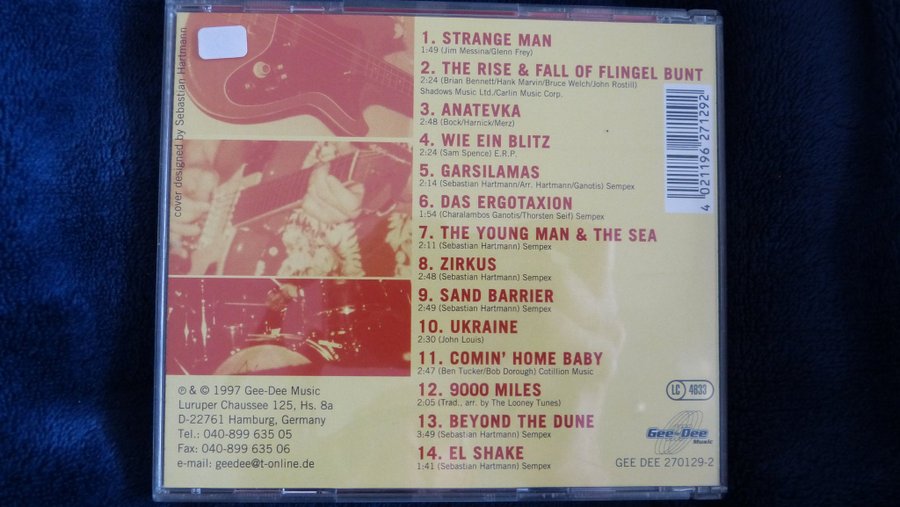 cover designed by Sebastian Hartmann
1. STRANGE MAN
1:49 (Jim Messina/Glenn Frey)
2. THE RISE & FALL OF FLINGEL BUNT
2:24 (Brian Bennett/Hank Marvin/Bruce Welch/John Rostill)
Shadows Music Ltd./Carlin Music Corp.
3. ANATEVKA
2:48 (Bock/Harnick/Merz)
4. WIE EIN BLITZ
2:24 (Sam Spence) E.R.P.
5. GARSILAMAS
2:14 (Sebastian Hartmann/Arr. Hartmann/Ganotis) Sempex
6. DAS ERGOTAXION
1:54 (Charalambos Ganotis/Thorsten Seif) Sempex
7. THE YOUNG MAN & THE SEA
2:11 (Sebastian Hartmann) Sempex
8. ZIRKUS
2:48 (Sebastian Hartmann) Sempex
9. SAND BARRIER
2:49 (Sebastian Hartmann) Sempex
10. UKRAINE
2:30 (John Louis)
11. COMIN' HOME BABY
2:47 (Ben Tucker/Bob Dorough) Cotillion Music
12. 9000 MILES
2:05 (Trad., arr. by The Looney Tunes)
13. BEYOND THE DUNE
3:49 (Sebastian Hartmann) Sempex
14. EL SHAKE
1:41 (Sebastian Hartmann) Sempex
4 021196 271292
℗ & © 1997 Gee-Dee Music
Luruper Chaussee 125, Hs. 8a
D-22761 Hamburg, Germany
Tel.: 040-899 635 05
Fax: 040-899 635 06
e-mail: geedee@t-online.de
LC 4833
Gee-Dee
Music
GEE DEE 270129-2